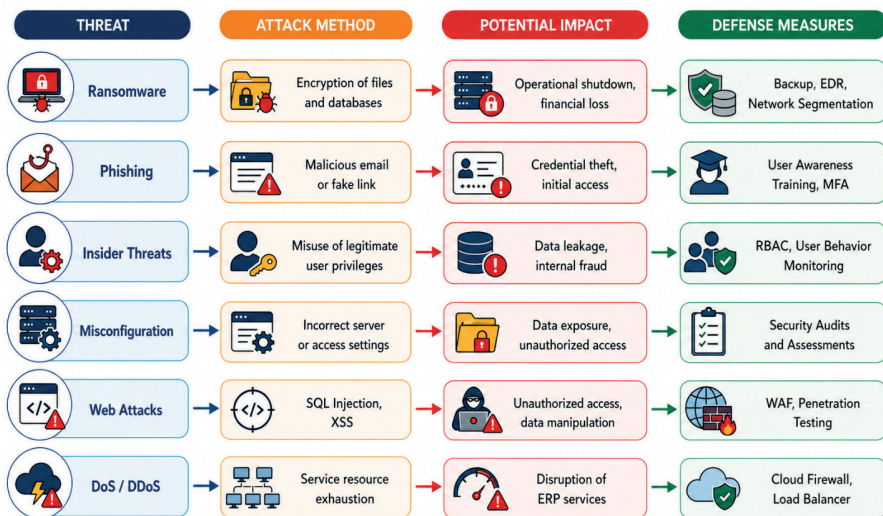 THREAT
ATTACK METHOD
POTENTIAL IMPACT
DEFENSE MEASURES
Ransomware
Encryption of files
and databases
Operational shutdown,
financial loss
Backup, EDR,
Network Segmentation
Phishing
Malicious email
or fake link
Credential theft,
initial access
User Awareness
Training, MFA
Insider Threats
Misuse of legitimate
user privileges
Data leakage,
internal fraud
RBAC, User Behavior
Monitoring
Misconfiguration
Incorrect server
or access settings
Data exposure,
unauthorized access
Security Audits
and Assessments
Web Attacks
SQL Injection,
XSS
Unauthorized access,
data manipulation
WAF, Penetration
Testing
DoS / DDoS
Service resource
exhaustion
Disruption of
ERP services
Cloud Firewall,
Load Balancer